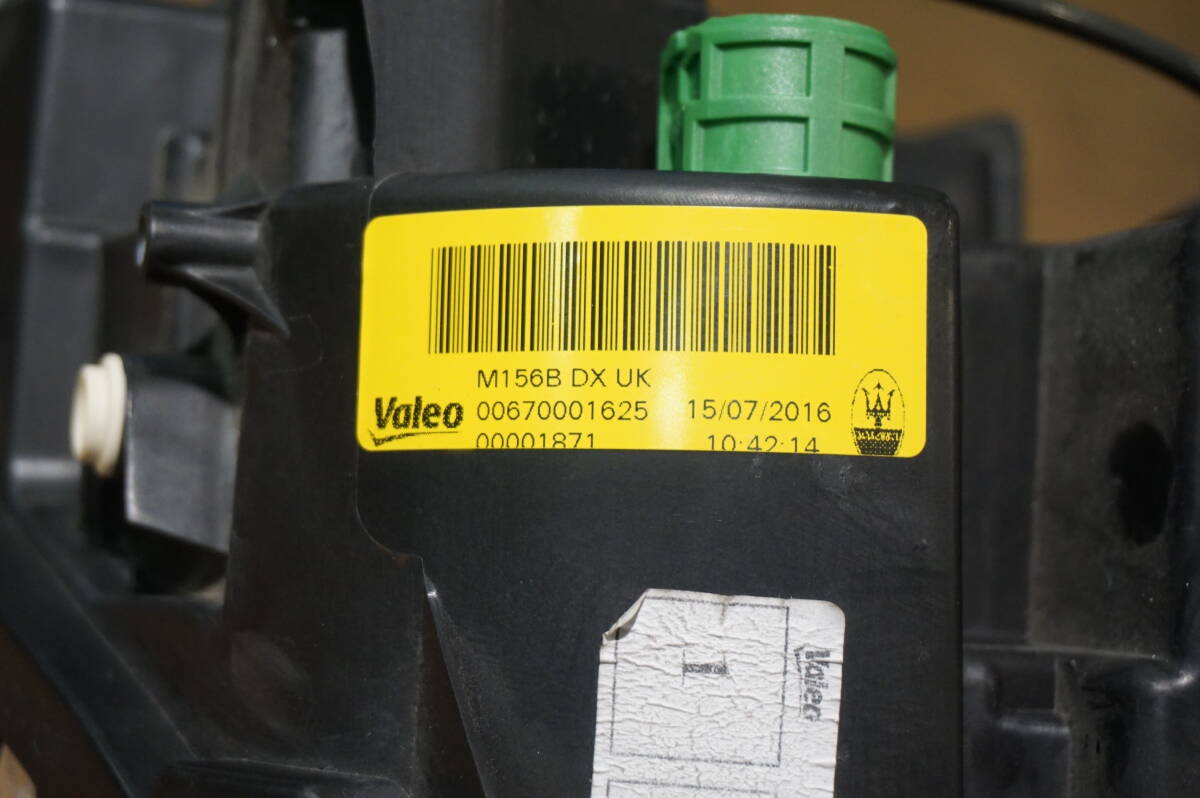 M156B DX UK
Valeo 00670001625 15/07/2016
00001871 10:42:14
Valeo